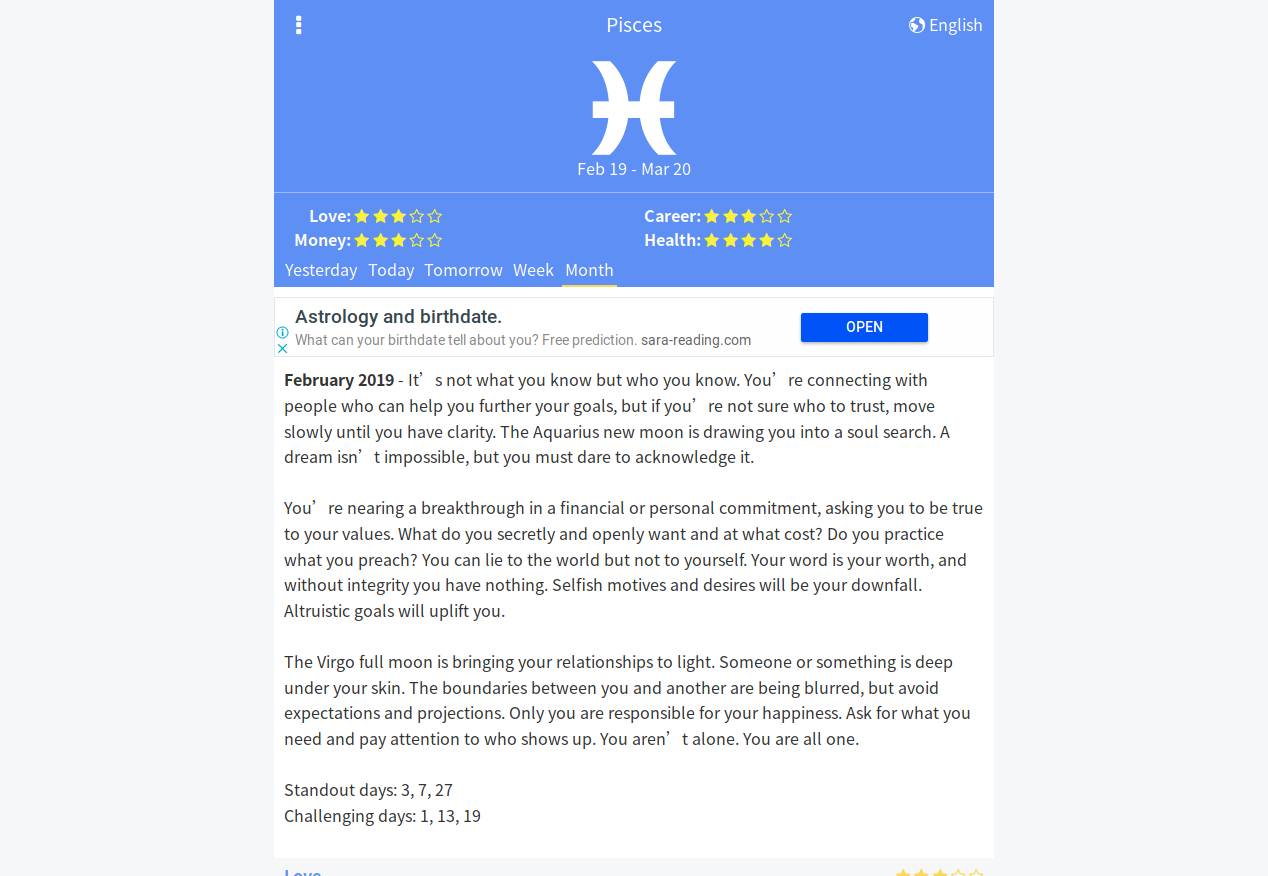 Pisces
English
Feb 19 - Mar 20
Love:
Career:
Money:
Health:
Yesterday Today Tomorrow Week Month
Astrology and birthdate.
What can your birthdate tell about you? Free prediction. sara-reading.com
OPEN
February 2019 - It’s not what you know but who you know. You’re connecting with
people who can help you further your goals, but if you’re not sure who to trust, move
slowly until you have clarity. The Aquarius new moon is drawing you into a soul search. A
dream isn’t impossible, but you must dare to acknowledge it.
You’re nearing a breakthrough in a financial or personal commitment, asking you to be true
to your values. What do you secretly and openly want and at what cost? Do you practice
what you preach? You can lie to the world but not to yourself. Your word is your worth, and
without integrity you have nothing. Selfish motives and desires will be your downfall.
Altruistic goals will uplift you.
The Virgo full moon is bringing your relationships to light. Someone or something is deep
under your skin. The boundaries between you and another are being blurred, but avoid
expectations and projections. Only you are responsible for your happiness. Ask for what you
need and pay attention to who shows up. You aren’t alone. You are all one.
Standout days: 3, 7, 27
Challenging days: 1, 13, 19
Love